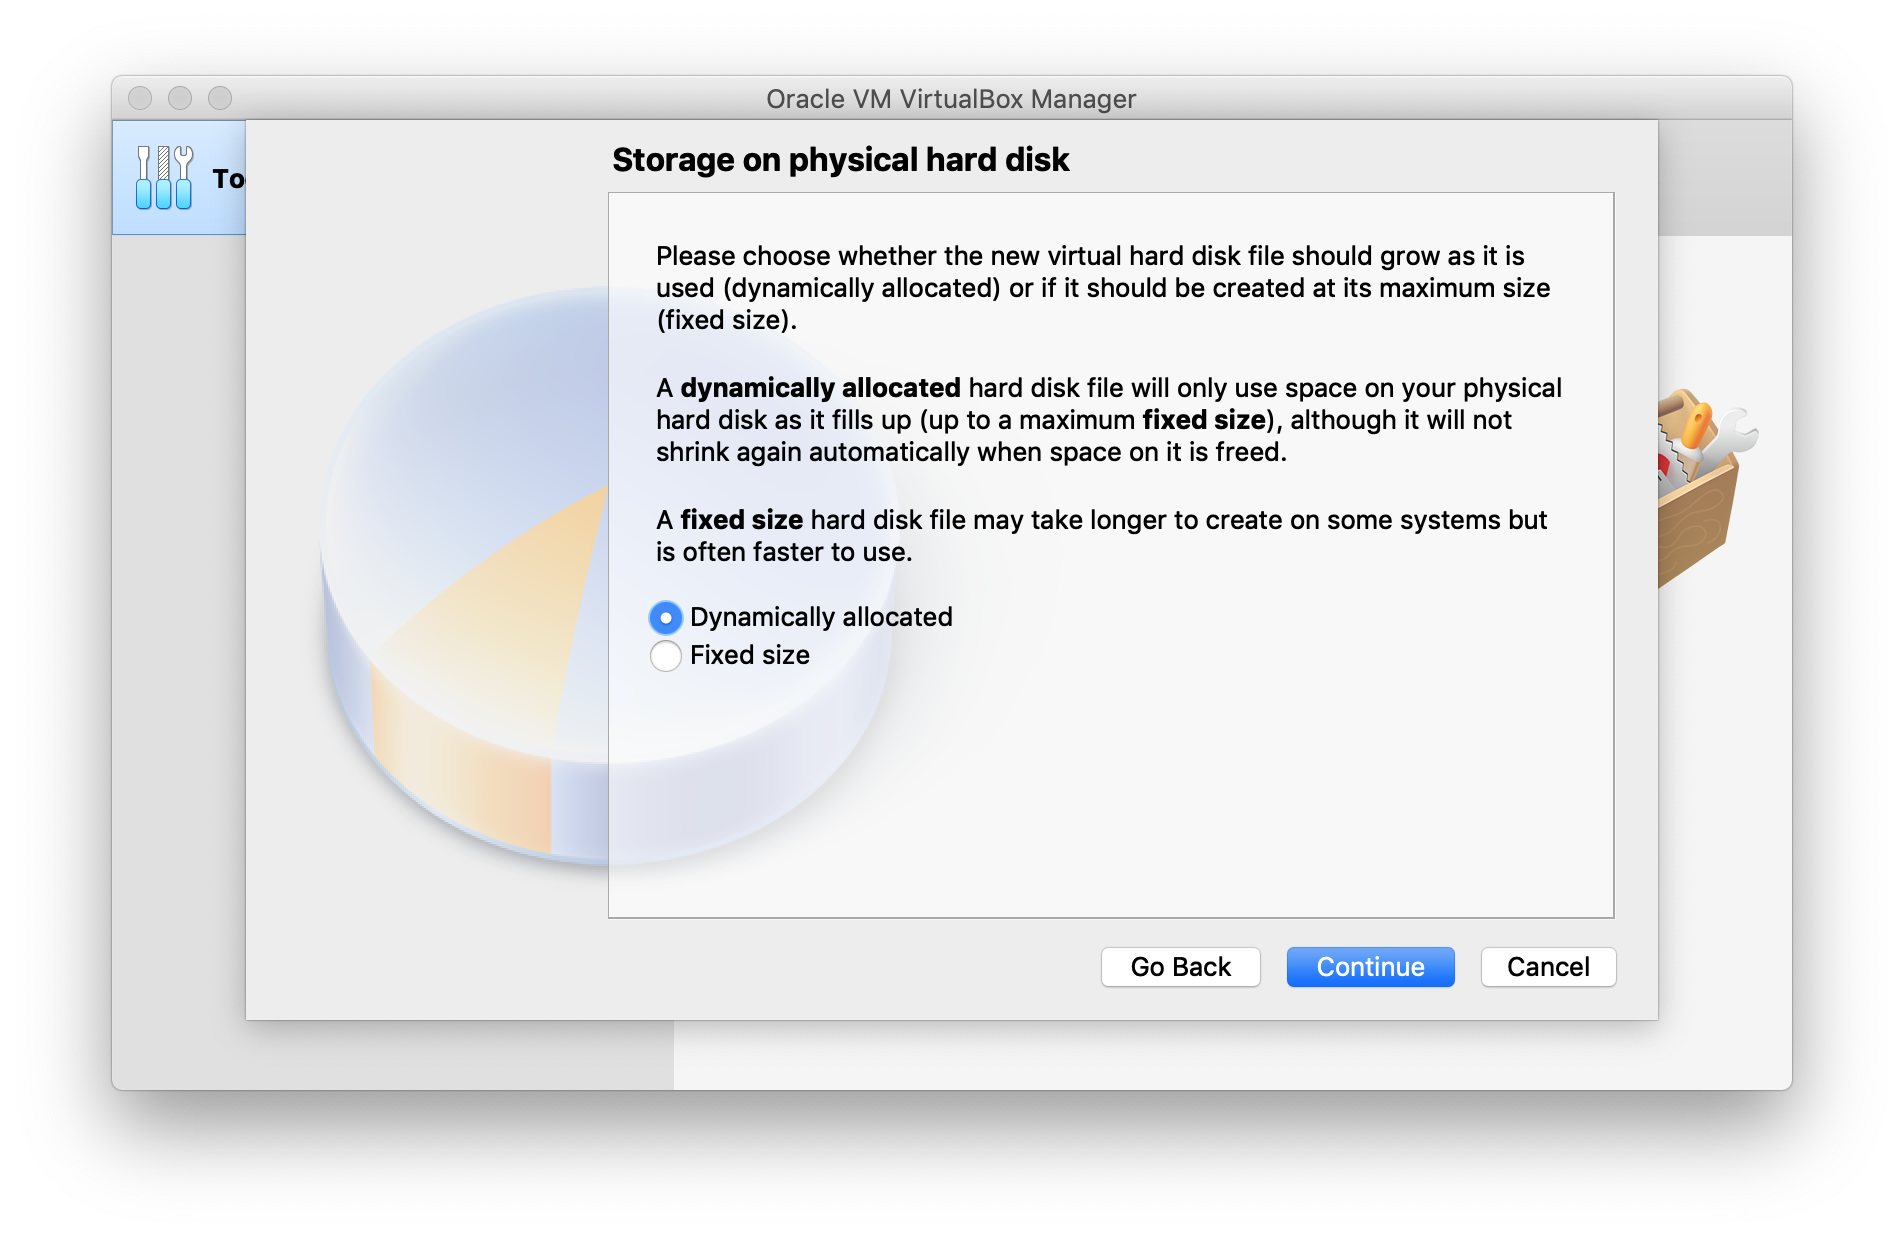 Oracle VM VirtualBox Manager
To
Storage on physical hard disk
Please choose whether the new virtual hard disk file should grow as it is
used (dynamically allocated) or if it should be created at its maximum size
(fixed size).
A dynamically allocated hard disk file will only use space on your physical
hard disk as it fills up (up to a maximum fixed size), although it will not
shrink again automatically when space on it is freed.
A fixed size hard disk file may take longer to create on some systems but
is often faster to use.
Dynamically allocated
Fixed size
Go Back
Continue
Cancel